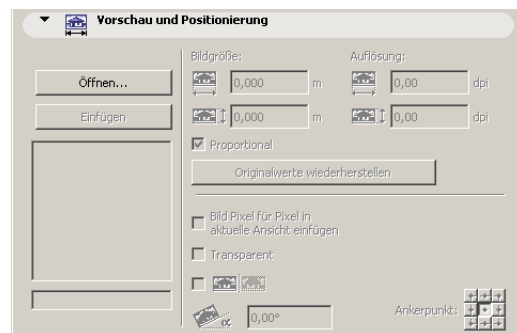 Vorschau und Positionierung
Bildgröße: Auflösung:
Öffnen... 0,000 m 0,00 dpi
Einfügen 0,000 m 0,00 dpi
Proportional
Originalwerte wiederherstellen
Bild Pixel für Pixel in
aktuelle Ansicht einfügen
Transparent
α 0,00° Ankerpunkt: